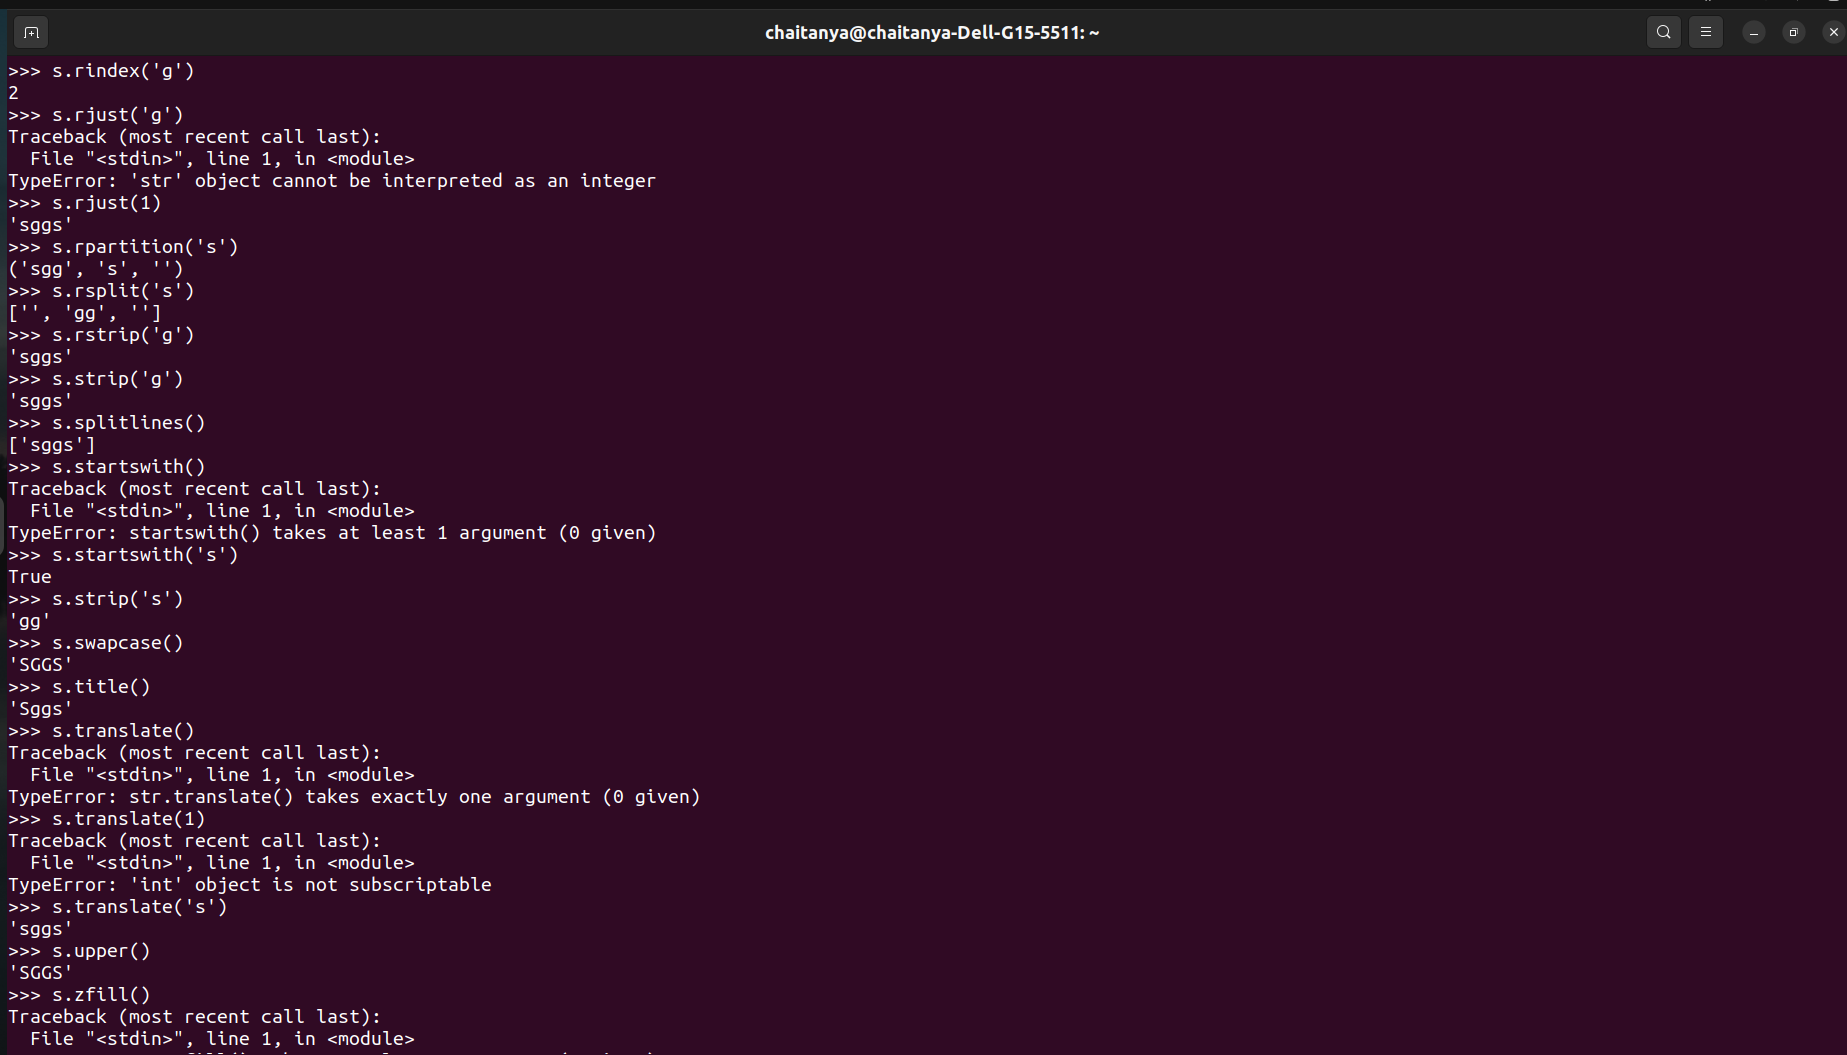 chaitanya@chaitanya-Dell-G15-5511: ~
>>> s.rindex('g')
2
>>> s.rjust('g')
Traceback (most recent call last):
  File "<stdin>", line 1, in <module>
TypeError: 'str' object cannot be interpreted as an integer
>>> s.rjust(1)
'sggs'
>>> s.rpartition('s')
('sgg', 's', '')
>>> s.rsplit('s')
['', 'gg', '']
>>> s.rstrip('g')
'sggs'
>>> s.strip('g')
'sggs'
>>> s.splitlines()
['sggs']
>>> s.startswith()
Traceback (most recent call last):
  File "<stdin>", line 1, in <module>
TypeError: startswith() takes at least 1 argument (0 given)
>>> s.startswith('s')
True
>>> s.strip('s')
'gg'
>>> s.swapcase()
'SGGS'
>>> s.title()
'Sggs'
>>> s.translate()
Traceback (most recent call last):
  File "<stdin>", line 1, in <module>
TypeError: str.translate() takes exactly one argument (0 given)
>>> s.translate(1)
Traceback (most recent call last):
  File "<stdin>", line 1, in <module>
TypeError: 'int' object is not subscriptable
>>> s.translate('s')
'sggs'
>>> s.upper()
'SGGS'
>>> s.zfill()
Traceback (most recent call last):
  File "<stdin>", line 1, in <module>